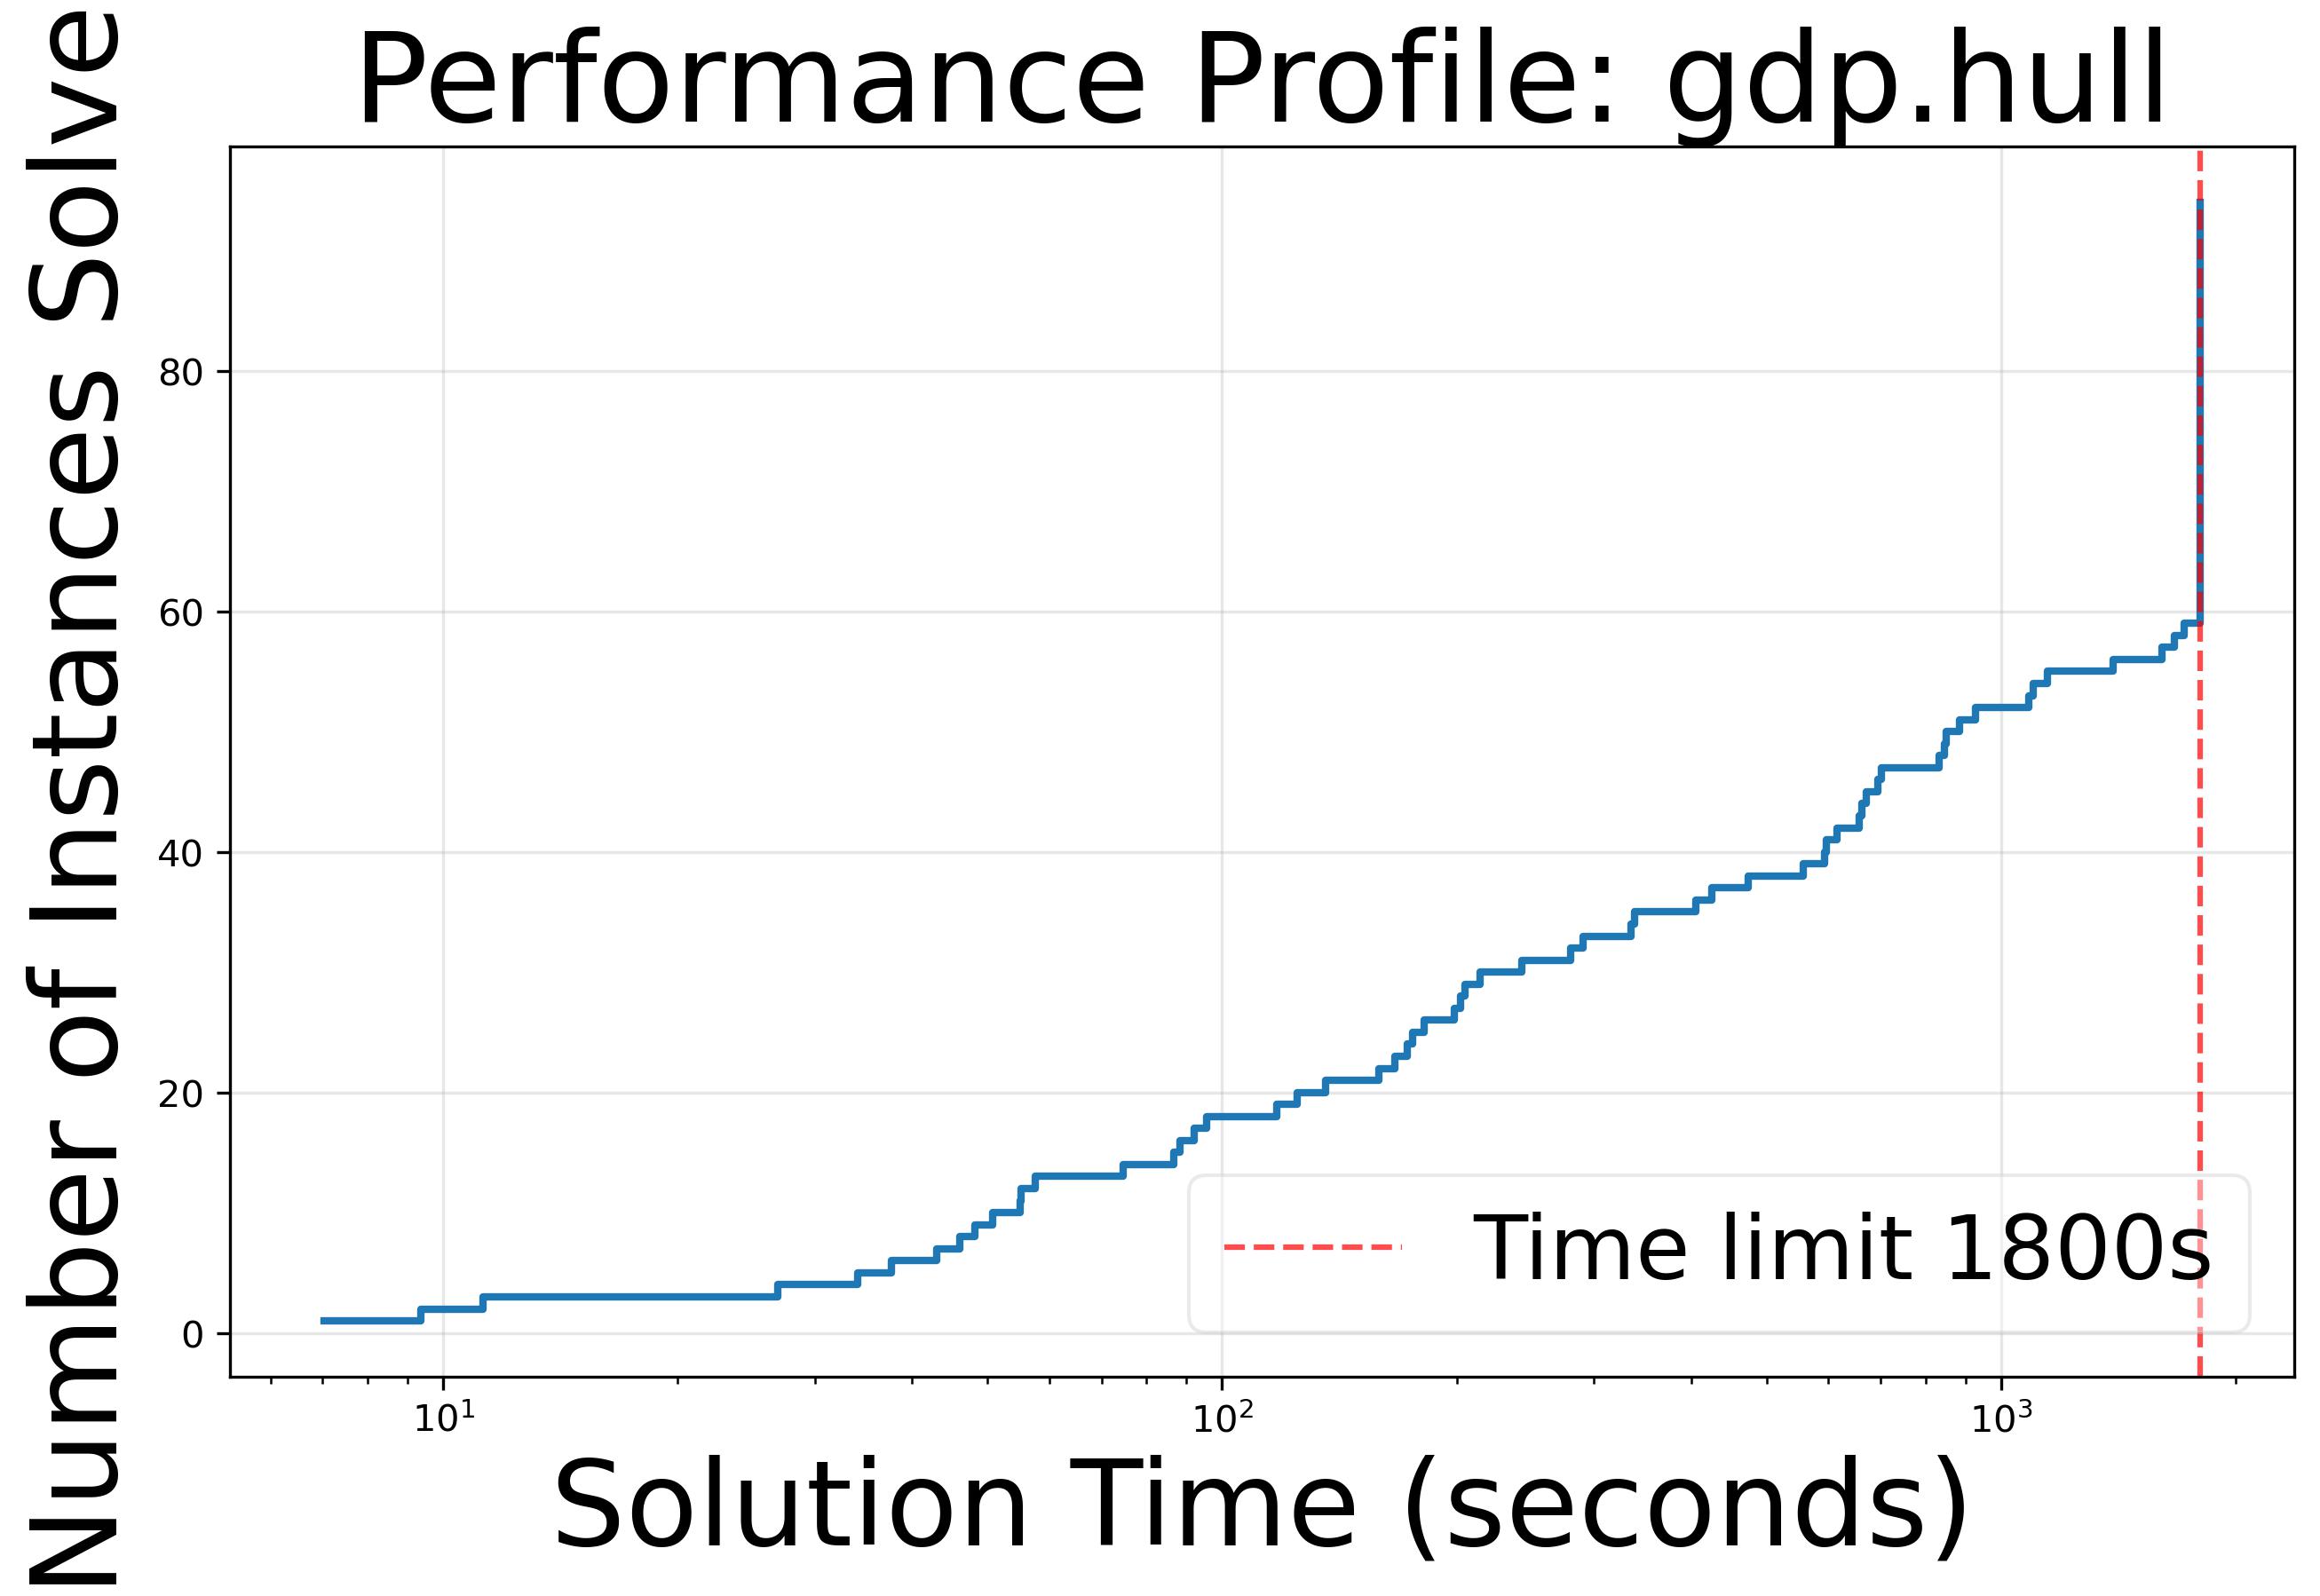 Performance Profile: gdp.hull
Number of Instances Solve
80
60
40
20
0
10¹
10²
10³
Time limit 1800s
Solution Time (seconds)